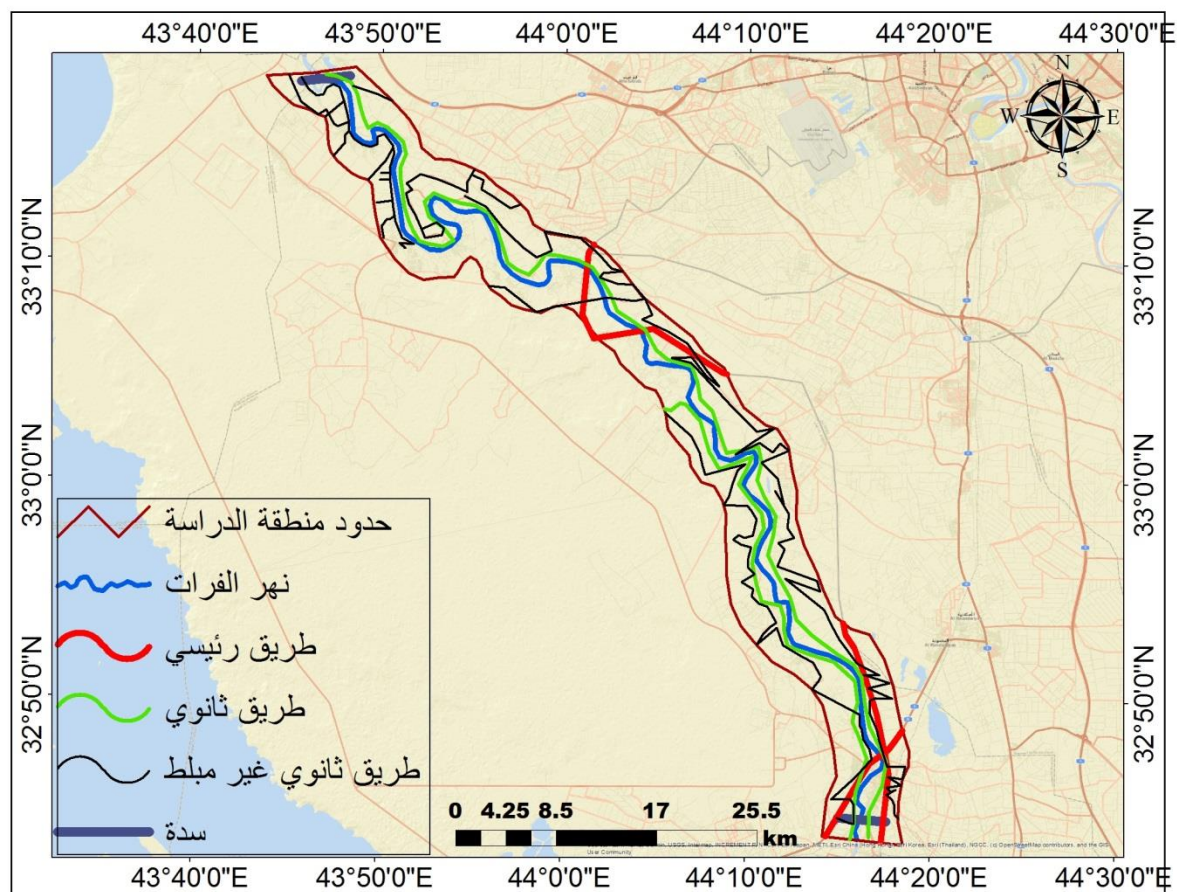 43°40'0"E 43°50'0"E 44°0'0"E 44°10'0"E 44°20'0"E 44°30'0"E
N
W E
S
33°10'0"N 33°10'0"N
33°0'0"N 33°0'0"N
32°50'0"N 32°50'0"N
حدود منطقة الدراسة
نهر الفرات
طريق رئيسي
طريق ثانوي
طريق ثانوي غير مبلط
سدة
0 4.25 8.5 17 25.5
km
User Community
43°40'0"E 43°50'0"E 44°0'0"E 44°10'0"E 44°20'0"E 44°30'0"E